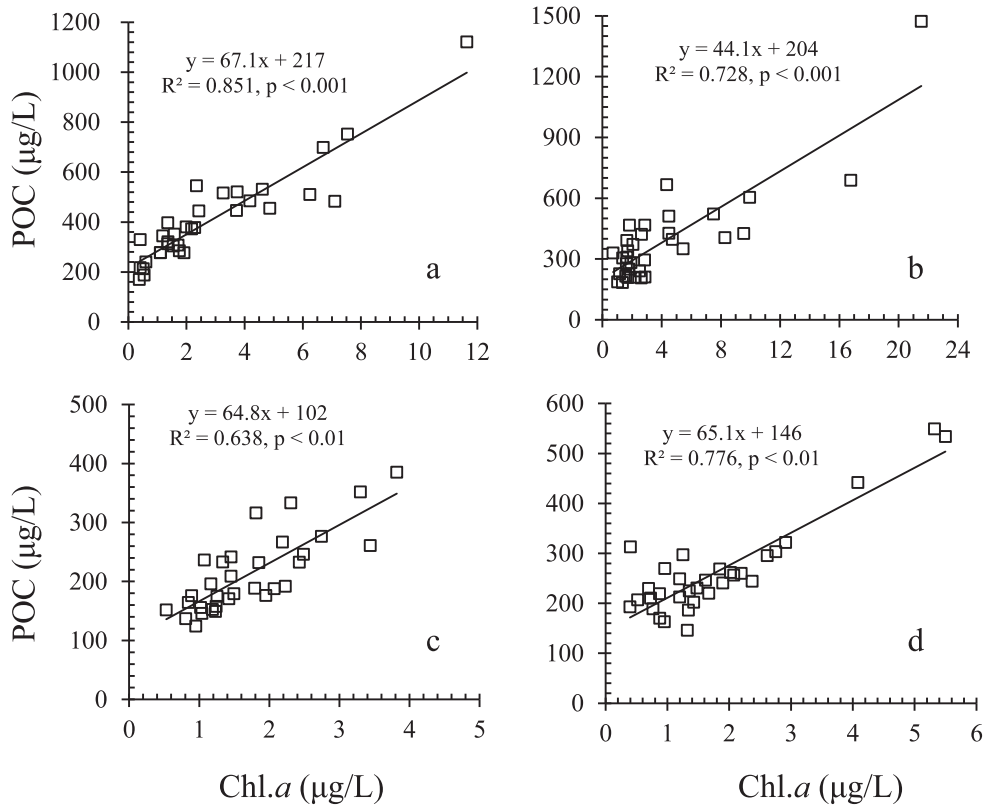 y = 67.1x + 217
R² = 0.851, p < 0.001
POC (µg/L)
1200
1000
800
600
400
200
0
0 2 4 6 8 10 12
a
y = 44.1x + 204
R² = 0.728, p < 0.001
1500
1200
900
600
300
0
0 4 8 12 16 20 24
b
y = 64.8x + 102
R² = 0.638, p < 0.01
POC (µg/L)
500
400
300
200
100
0
0 1 2 3 4 5
c
Chl.a (µg/L)
y = 65.1x + 146
R² = 0.776, p < 0.01
600
500
400
300
200
100
0
0 1 2 3 4 5 6
d
Chl.a (µg/L)